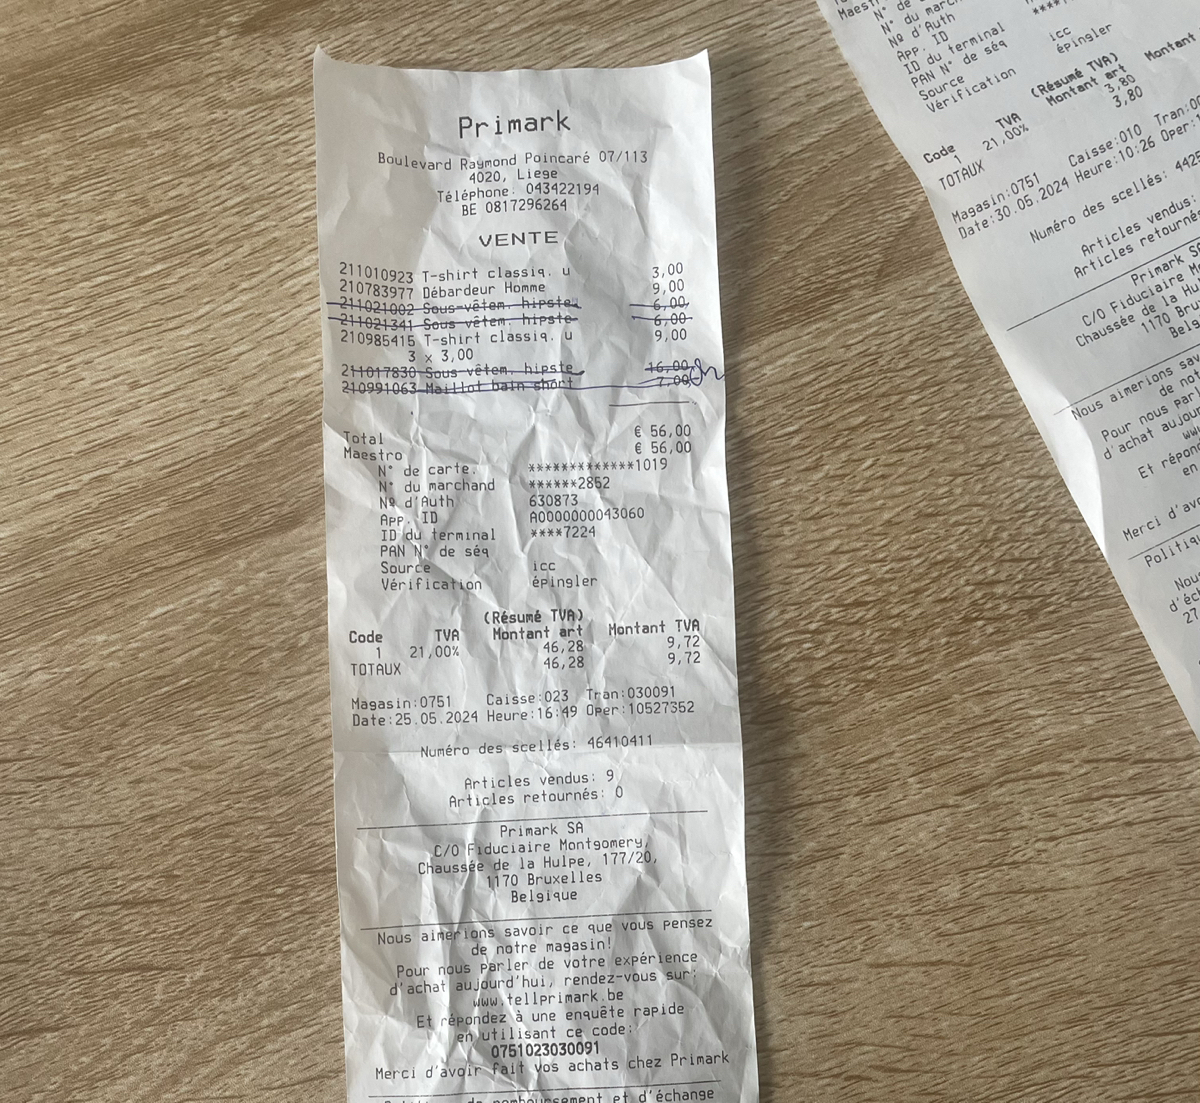 Primark
Boulevard Raymond Poincaré 07/113
4020, Liege
Téléphone. 043422194
BE 0817296264
VENTE
211010923 T-shirt classiq. u 3,00
210783977 Débardeur Homme 9,00
211021002 Sous-vêtem. hipste 6,00
211021341 Sous vêtem. hipste 6,00
210985415 T-shirt classiq. u 9,00
3 x 3,00
211017830 Sous-vêtem. hipste 16,00
210991063 Maillot bain short 7,00
Total € 56,00
Maestro € 56,00
N° de carte. *************1019
N° du marchand ******2852
Nº d'Auth 630873
App. ID A0000000043060
ID du terminal ****7224
PAN N° de séq
Source icc
Vérification épingler
(Résumé TVA)
Code TVA Montant art Montant TVA
1 21,00% 46,28 9,72
TOTAUX 46,28 9,72
Magasin:0751 Caisse:023 Tran:030091
Date:25.05.2024 Heure:16:49 Oper:10527352
Numéro des scellés: 46410411
Articles vendus: 9
Articles retournés: 0
Primark SA
C/O Fiduciaire Montgomery,
Chaussée de la Hulpe, 177/20,
1170 Bruxelles
Belgique
Nous aimerions savoir ce que vous pensez
de notre magasin!
Pour nous parler de votre expérience
d'achat aujourd'hui, rendez-vous sur:
www.tellprimark.be
Et répondez à une enquête rapide
en utilisant ce code:
0751023030091
Merci d'avoir fait vos achats chez Primark
et d'échange
N° du
Nº d'Auth
App. ID
ID du terminal
PAN N° de séq
Source icc
Vérification épingler
(Résumé TVA)
Code TVA Montant art Montant
1 21,00% 3,80
TOTAUX 3,80
Magasin:0751 Caisse:010
Date:30.05.2024 Heure:10:26
Numéro des scellés:
Articles vendus:
Articles
Primark
C/O Fiduciaire
Chaussée de la
1170
Nous aimerions
de
Pour nous
d'achat
Et
en
Merci